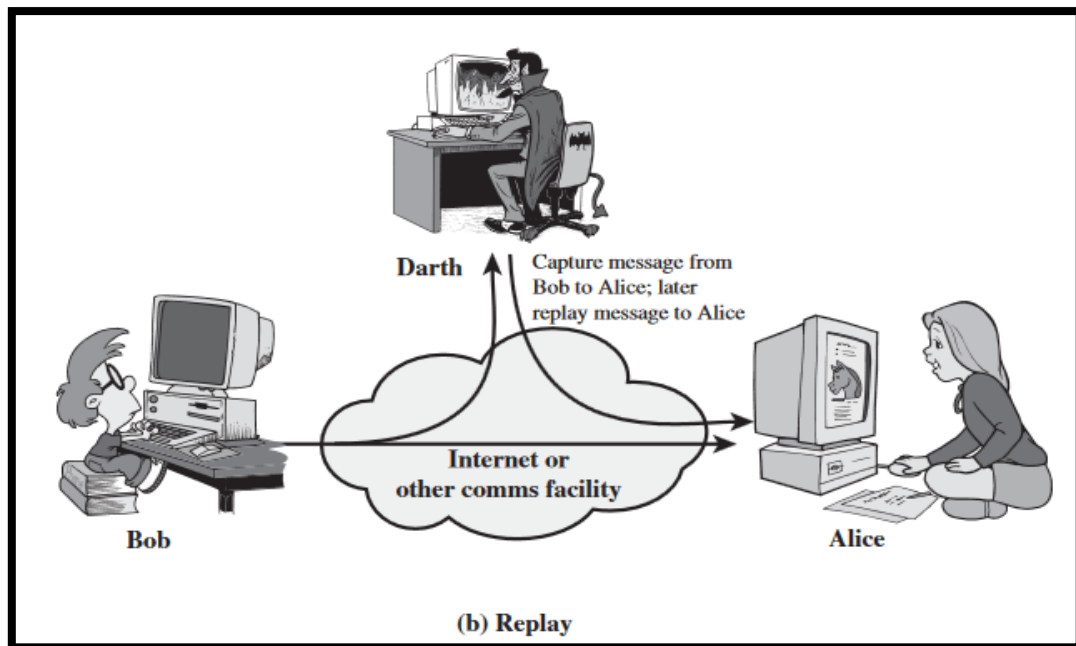 Darth
Capture message from
Bob to Alice; later
replay message to Alice
Internet or
other comms facility
Bob
Alice
(b) Replay